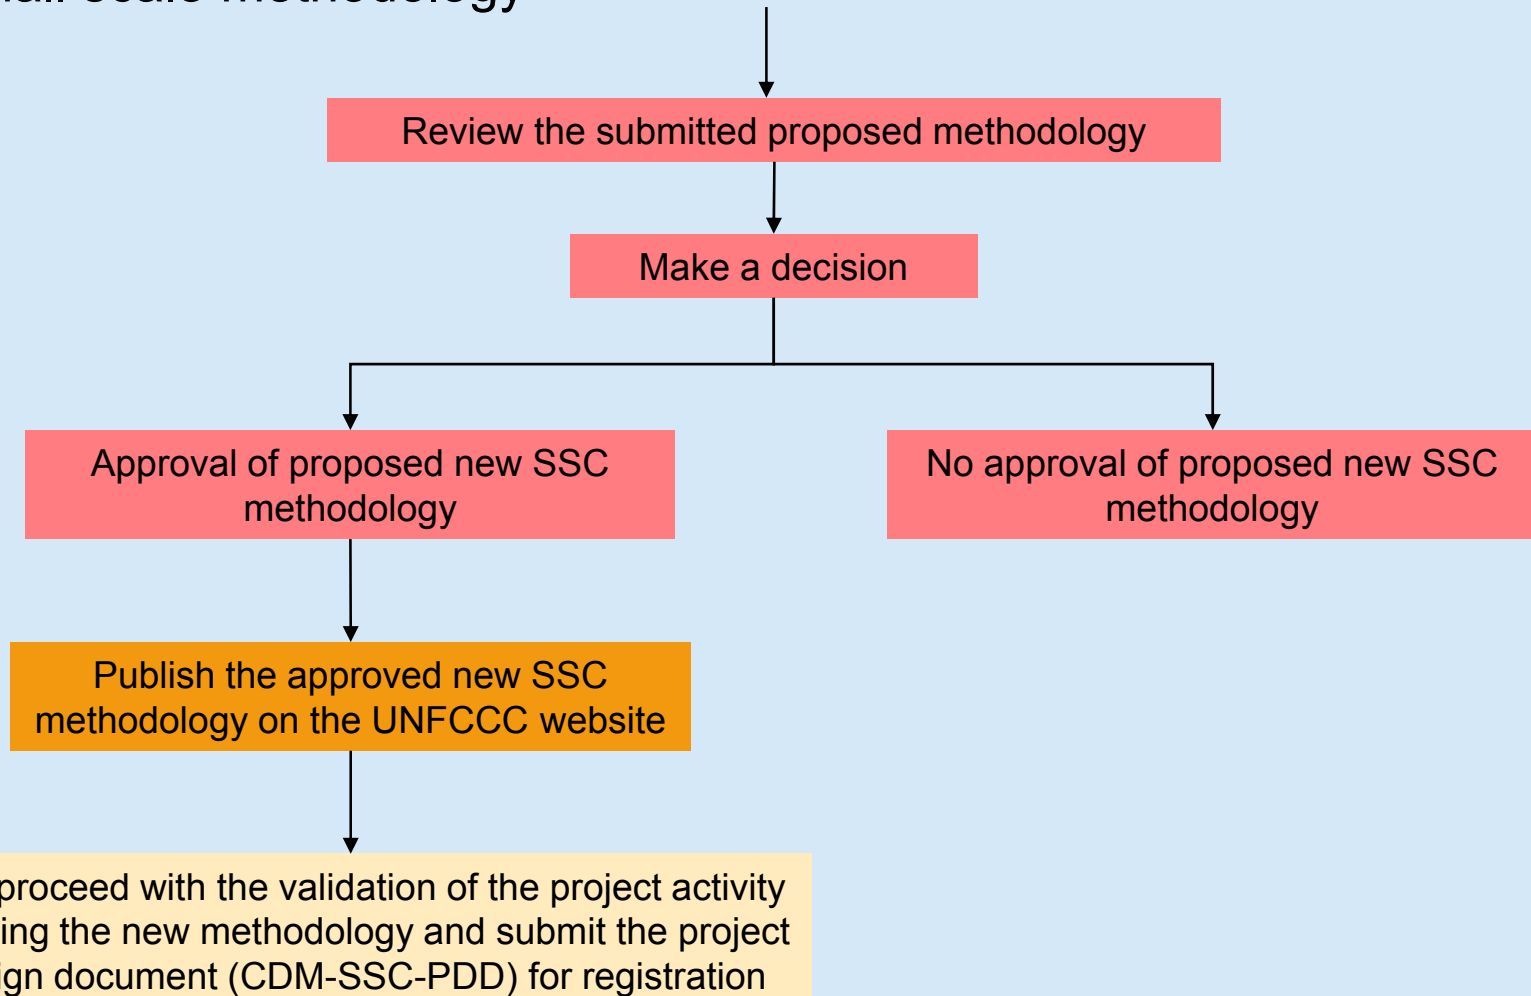 scale methodology
Review the submitted proposed methodology
Make a decision
Approval of proposed new SSC
methodology
No approval of proposed new SSC
methodology
Publish the approved new SSC
methodology on the UNFCCC website
proceed with the validation of the project activity
the new methodology and submit the project
document (CDM-SSC-PDD) for registration